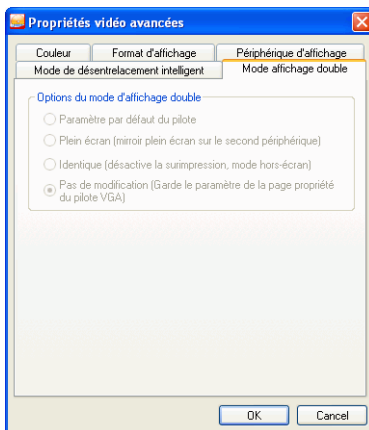 Propriétés vidéo avancées
Couleur
Format d'affichage
Périphérique d'affichage
Mode de désentrelacement intelligent
Mode affichage double
Options du mode d'affichage double
Paramètre par défaut du pilote
Plein écran (mirroir plein écran sur le second périphérique)
Identique (désactive la surimpression, mode hors-écran)
Pas de modification (Garde le paramètre de la page propriété
du pilote VGA)
OK
Cancel